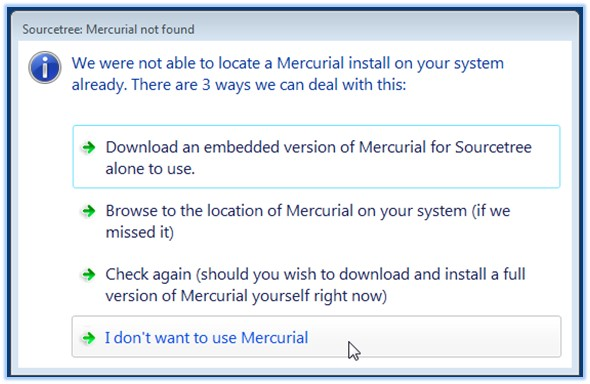 Sourcetree: Mercurial not found
We were not able to locate a Mercurial install on your system
already. There are 3 ways we can deal with this:
Download an embedded version of Mercurial for Sourcetree
alone to use.
Browse to the location of Mercurial on your system (if we
missed it)
Check again (should you wish to download and install a full
version of Mercurial yourself right now)
I don't want to use Mercurial